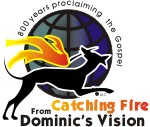 800 years proclaiming the Gospel
Catching Fire
From
Dominic's Vision